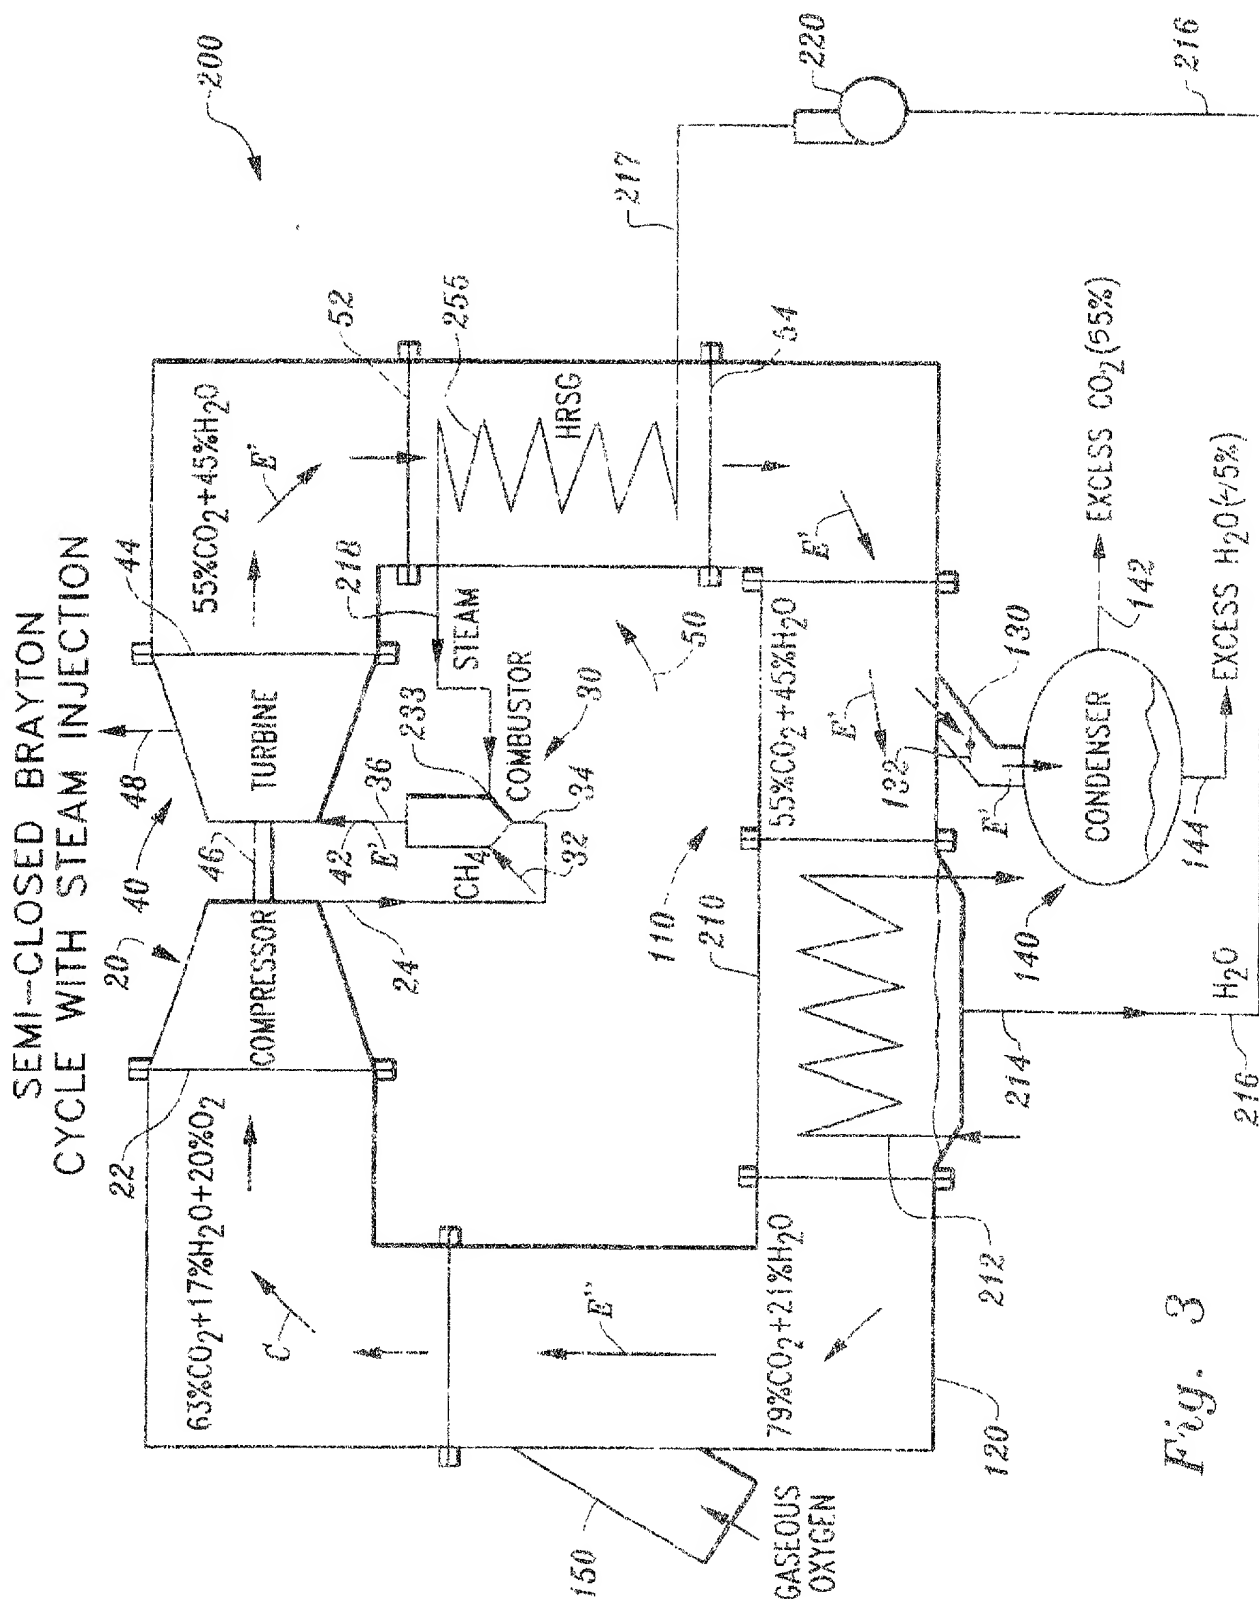 SEMI-CLOSED BRAYTON
CYCLE WITH STEAM INJECTION
200
20
40
48
44
22
46
COMPRESSOR
TURBINE
63%CO2+17%H2O+20%O2
55%CO2+45%H2O
C
E'
52
255
HRSG
218
STEAM
24
42
E'
36
CH4
233
COMBUSTOR
32
34
30
50
110
210
217
220
216
54
150
GASEOUS
OXYGEN
E''
79%CO2+21%H2O
55%CO2+45%H2O
E'
E'
132
130
E'
120
212
214
140
CONDENSER
142
EXCESS CO2(55%)
144
EXCESS H2O
216
H2O
Fig. 3